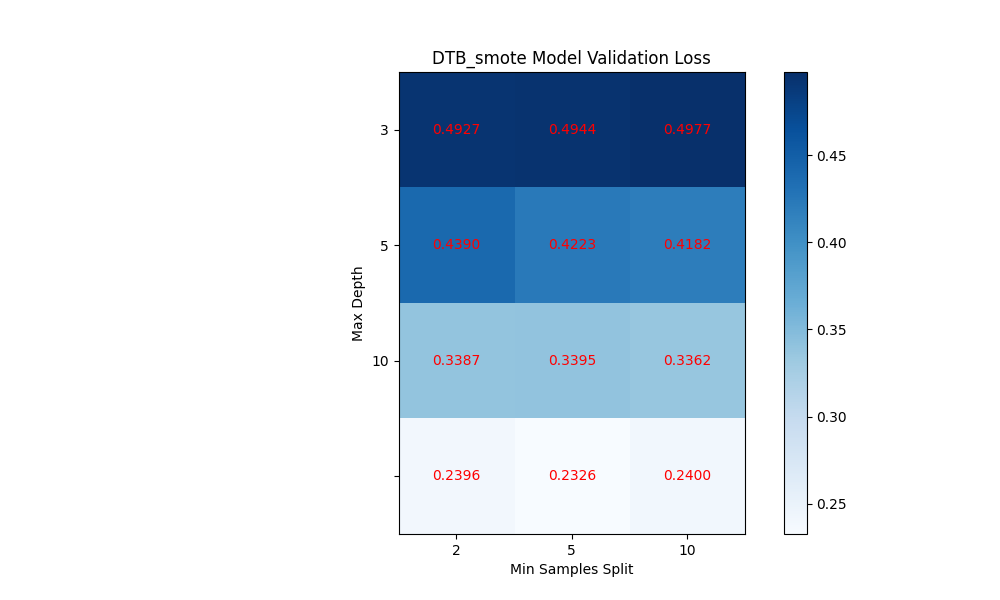 DTB_smote Model Validation Loss
Max Depth
3
0.4927 0.4944 0.4977
5
0.4390 0.4223 0.4182
10
0.3387 0.3395 0.3362
0.2396 0.2326 0.2400
2 5 10
Min Samples Split
0.45
0.40
0.35
0.30
0.25